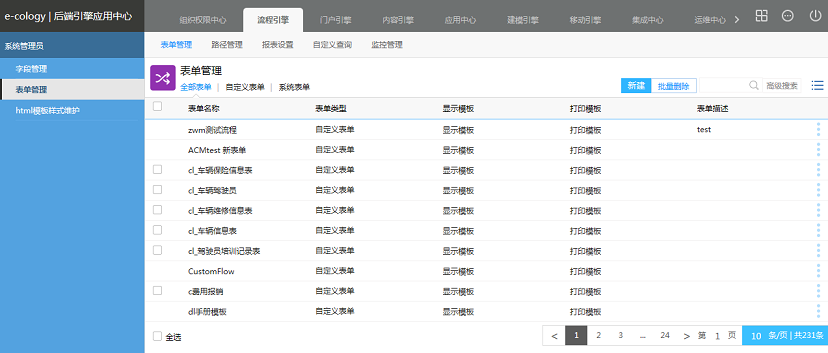 e-cology | 后端引擎应用中心 组织权限中心 流程引擎 门户引擎 内容引擎 应用中心 建模引擎 移动引擎 集成中心 运维中心 >
系统管理员
字段管理
表单管理
html模板样式维护
表单管理 路径管理 报表设置 自定义查询 监控管理
表单管理
全部表单 | 自定义表单 | 系统表单 新建 批量删除 高级搜索
表单名称 表单类型 显示模板 打印模板 表单描述
zwm测试流程 自定义表单 显示模板 打印模板 test
ACMtest 新表单 自定义表单 显示模板 打印模板
cl_车辆保险信息表 自定义表单 显示模板 打印模板
cl_车辆驾驶员 自定义表单 显示模板 打印模板
cl_车辆维修信息表 自定义表单 显示模板 打印模板
cl_车辆信息表 自定义表单 显示模板 打印模板
cl_驾驶员培训记录表 自定义表单 显示模板 打印模板
CustomFlow 自定义表单 显示模板 打印模板
c费用报销 自定义表单 显示模板 打印模板
dl手册模板 自定义表单 显示模板 打印模板
全选 < 1 2 3 ... 24 > 第 1 页 10 条/页 | 共231条